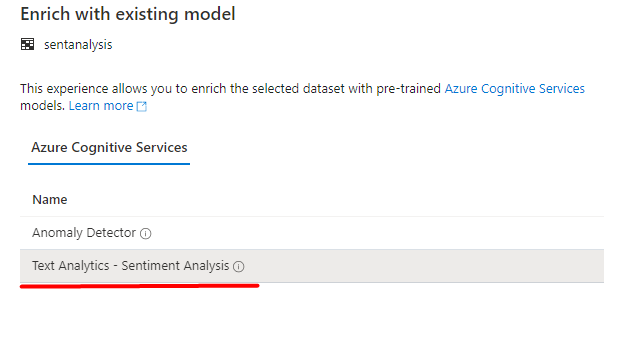 Enrich with existing model
sentanalysis
This experience allows you to enrich the selected dataset with pre-trained Azure Cognitive Services
models. Learn more
Azure Cognitive Services
Name
Anomaly Detector
Text Analytics - Sentiment Analysis